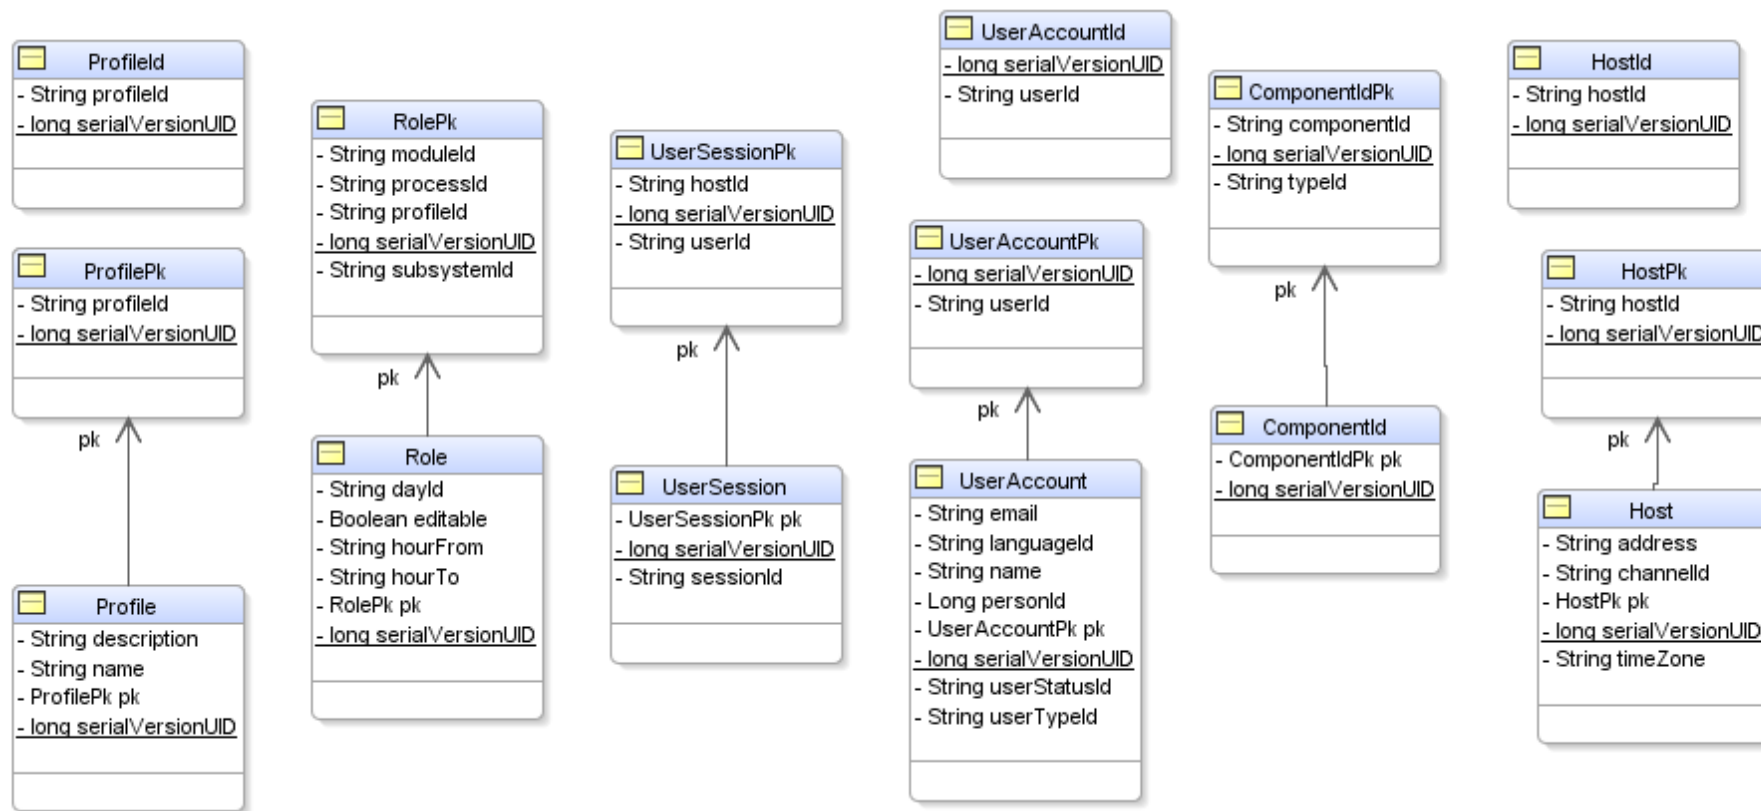 ProfileId
- String profileId
- long serialVersionUID
ProfilePk
- String profileId
- long serialVersionUID
pk
Profile
- String description
- String name
- ProfilePk pk
- long serialVersionUID
RolePk
- String moduleId
- String processId
- String profileId
- long serialVersionUID
- String subsystemId
pk
Role
- String dayId
- Boolean editable
- String hourFrom
- String hourTo
- RolePk pk
- long serialVersionUID
UserSessionPk
- String hostId
- long serialVersionUID
- String userId
pk
UserSession
- UserSessionPk pk
- long serialVersionUID
- String sessionId
UserAccountId
- long serialVersionUID
- String userId
UserAccountPk
- long serialVersionUID
- String userId
pk
UserAccount
- String email
- String languageId
- String name
- Long personId
- UserAccountPk pk
- long serialVersionUID
- String userStatusId
- String userTypeId
ComponentIdPk
- String componentId
- long serialVersionUID
- String typeId
pk
ComponentId
- ComponentIdPk pk
- long serialVersionUID
HostId
- String hostId
- long serialVersionUID
HostPk
- String hostId
- long serialVersionUID
pk
Host
- String address
- String channelId
- HostPk pk
- long serialVersionUID
- String timeZone